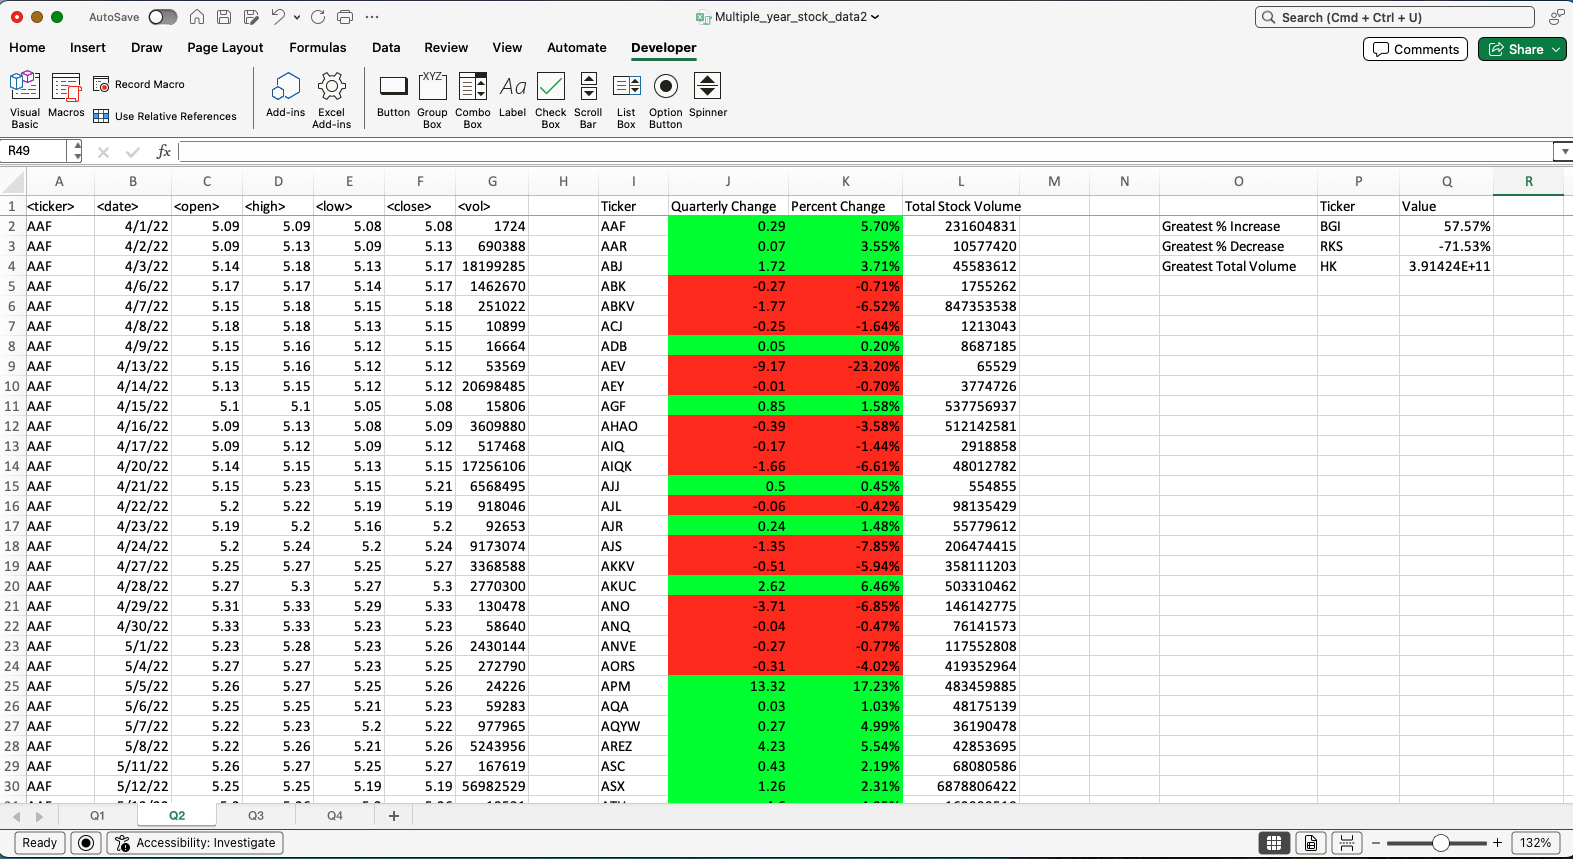 AutoSave Multiple_year_stock_data2 Search (Cmd + Ctrl + U)
Home Insert Draw Page Layout Formulas Data Review View Automate Developer Comments Share
Visual Basic Macros Record Macro Use Relative References Add-ins Excel Add-ins Button Group Box Combo Box Label Check Box Scroll Bar List Box Option Button Spinner
XYZ Aa
R49 fx
A B C D E F G H I J K L M N O P Q R
1 <ticker> <date> <open> <high> <low> <close> <vol> Ticker Quarterly Change Percent Change Total Stock Volume Ticker Value
2 AAF 4/1/22 5.09 5.09 5.08 5.08 1724 AAF 0.29 5.70% 231604831 Greatest % Increase BGI 57.57%
3 AAF 4/2/22 5.09 5.13 5.09 5.13 690388 AAR 0.07 3.55% 10577420 Greatest % Decrease RKS -71.53%
4 AAF 4/3/22 5.14 5.18 5.13 5.17 18199285 ABJ 1.72 3.71% 45583612 Greatest Total Volume HK 3.91424E+11
5 AAF 4/6/22 5.17 5.17 5.14 5.17 1462670 ABK -0.27 -0.71% 1755262
6 AAF 4/7/22 5.15 5.18 5.15 5.18 251022 ABKV -1.77 -6.52% 847353538
7 AAF 4/8/22 5.18 5.18 5.13 5.15 10899 ACJ -0.25 -1.64% 1213043
8 AAF 4/9/22 5.15 5.16 5.12 5.15 16664 ADB 0.05 0.20% 8687185
9 AAF 4/13/22 5.15 5.16 5.12 5.12 53569 AEV -9.17 -23.20% 65529
10 AAF 4/14/22 5.13 5.15 5.12 5.12 20698485 AEY -0.01 -0.70% 3774726
11 AAF 4/15/22 5.1 5.1 5.05 5.08 15806 AGF 0.85 1.58% 537756937
12 AAF 4/16/22 5.09 5.13 5.08 5.09 3609880 AHAO -0.39 -3.58% 512142581
13 AAF 4/17/22 5.09 5.12 5.09 5.12 517468 AIQ -0.17 -1.44% 2918858
14 AAF 4/20/22 5.14 5.15 5.13 5.15 17256106 AIQK -1.66 -6.61% 48012782
15 AAF 4/21/22 5.15 5.23 5.15 5.21 6568495 AJJ 0.5 0.45% 554855
16 AAF 4/22/22 5.2 5.22 5.19 5.19 918046 AJL -0.06 -0.42% 98135429
17 AAF 4/23/22 5.19 5.2 5.16 5.2 92653 AJR 0.24 1.48% 55779612
18 AAF 4/24/22 5.2 5.24 5.2 5.24 9173074 AJS -1.35 -7.85% 206474415
19 AAF 4/27/22 5.25 5.27 5.25 5.27 3368588 AKKV -0.51 -5.94% 358111203
20 AAF 4/28/22 5.27 5.3 5.27 5.3 2770300 AKUC 2.62 6.46% 503310462
21 AAF 4/29/22 5.31 5.33 5.29 5.33 130478 ANO -3.71 -6.85% 146142775
22 AAF 4/30/22 5.33 5.33 5.23 5.23 58640 ANQ -0.04 -0.47% 76141573
23 AAF 5/1/22 5.23 5.28 5.23 5.26 2430144 ANVE -0.27 -0.77% 117552808
24 AAF 5/4/22 5.27 5.27 5.23 5.25 272790 AORS -0.31 -4.02% 419352964
25 AAF 5/5/22 5.26 5.27 5.25 5.26 24226 APM 13.32 17.23% 483459885
26 AAF 5/6/22 5.25 5.25 5.21 5.23 59283 AQA 0.03 1.03% 48175139
27 AAF 5/7/22 5.22 5.23 5.2 5.22 977965 AQYW 0.27 4.99% 36190478
28 AAF 5/8/22 5.22 5.26 5.21 5.26 5243956 AREZ 4.23 5.54% 42853695
29 AAF 5/11/22 5.26 5.27 5.25 5.27 167619 ASC 0.43 2.19% 68080586
30 AAF 5/12/22 5.25 5.25 5.19 5.19 56982529 ASX 1.26 2.31% 6878806422
Q1 Q2 Q3 Q4 +
Ready Accessibility: Investigate 132%